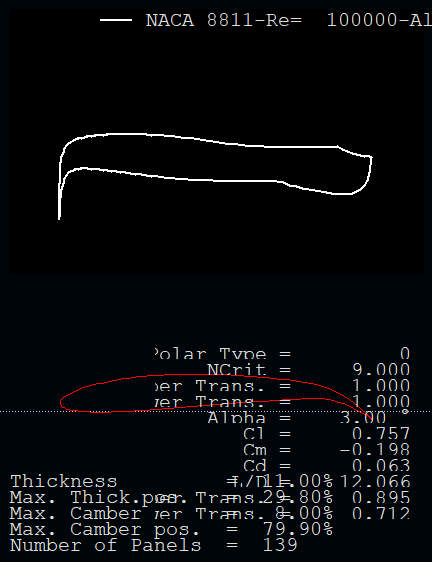 NACA 8811-Re= 100000-Al
Polar Type = 0
NCrit = 9.000
per Trans. = 1.000
wer Trans. = 1.000
Alpha = 3.00 °
Cl = 0.757
Cm = -0.198
Cd = 0.063
Thickness = 11.00%
L/D = 12.066
Max. Thick.pos. = 29.80%
per Trans. = 0.895
Max. Camber = 8.00%
wer Trans. = 0.712
Max. Camber pos. = 79.90%
Number of Panels = 139